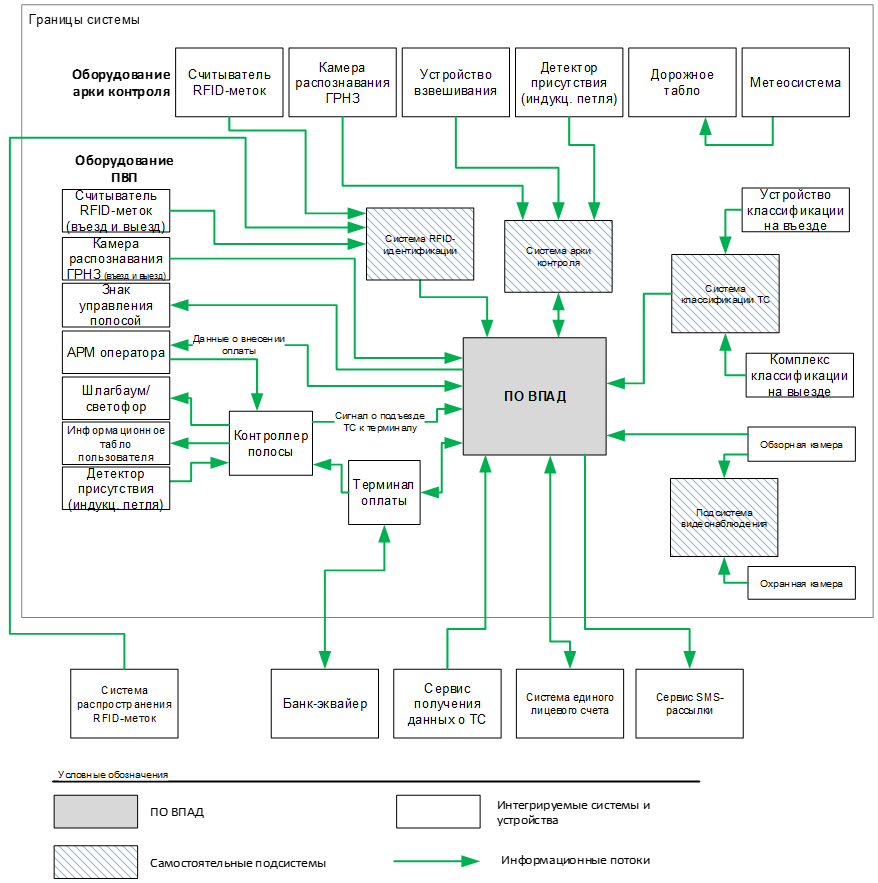 Границы системы
Оборудование
арки контроля
Считыватель
RFID-меток
Камера
распознавания
ГРНЗ
Устройство
взвешивания
Детектор
присутствия
(индукц. петля)
Дорожное
табло
Метеосистема
Оборудование
ПВП
Считыватель
RFID-меток
(въезд и выезд)
Камера
распознавания
ГРНЗ (въезд и выезд)
Знак
управления
полосой
АРМ оператора
Шлагбаум/
светофор
Информационное
табло
пользователя
Детектор
присутствия
(индукц. петля)
Система RFID-
идентификации
Система арки
контроля
Устройство
классификации
на въезде
Система
классификации ТС
Комплекс
классификации
на выезде
Данные о внесении
оплаты
ПО ВПАД
Сигнал о подъезде
ТС к терминалу
Контроллер
полосы
Терминал
оплаты
Обзорная камера
Подсистема
видеонаблюдения
Охранная камера
Система
распространения
RFID-меток
Банк-эквайер
Сервис
получения
данных о ТС
Система единого
лицевого счета
Сервис SMS-
рассылки
Условные обозначения
ПО ВПАД
Интегрируемые системы и
устройства
Самостоятельные подсистемы
Информационные потоки